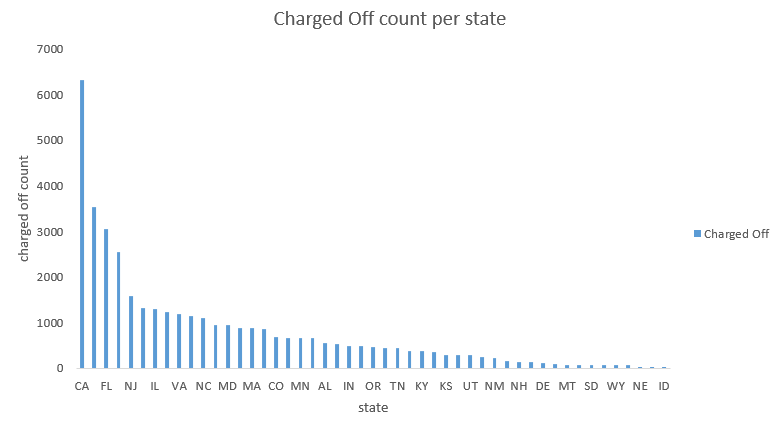 Charged Off count per state
7000
6000
5000
4000
3000
2000
1000
0
charged off count
CA FL NJ IL VA NC MD MA CO MN AL IN OR TN KY KS UT NM NH DE MT SD WY NE ID
state
Charged Off